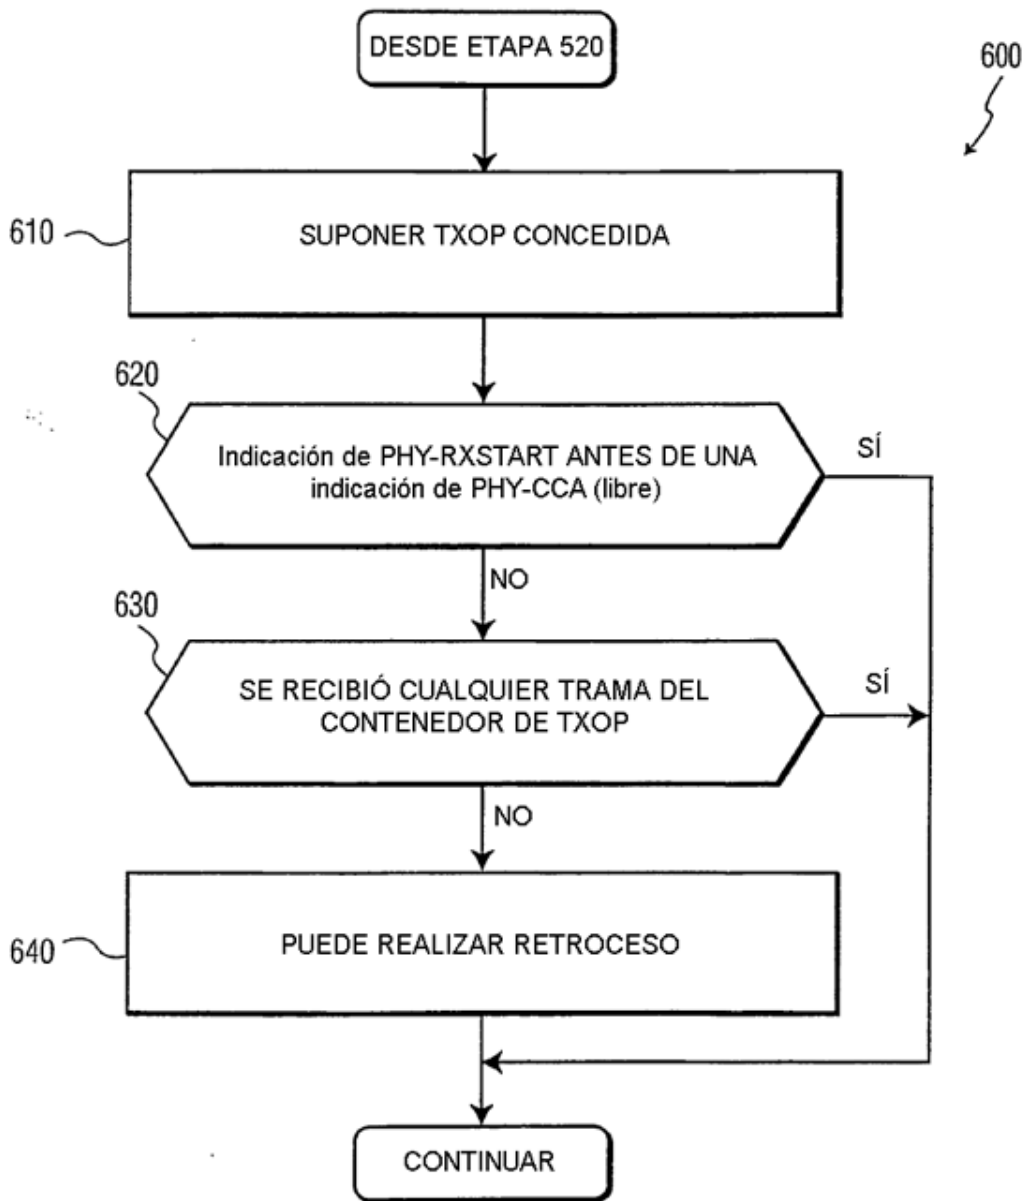 DESDE ETAPA 520
600
610
SUPONER TXOP CONCEDIDA
620
Indicación de PHY-RXSTART ANTES DE UNA
indicación de PHY-CCA (libre)
SÍ
NO
630
SE RECIBIÓ CUALQUIER TRAMA DEL
CONTENEDOR DE TXOP
SÍ
NO
640
PUEDE REALIZAR RETROCESO
CONTINUAR